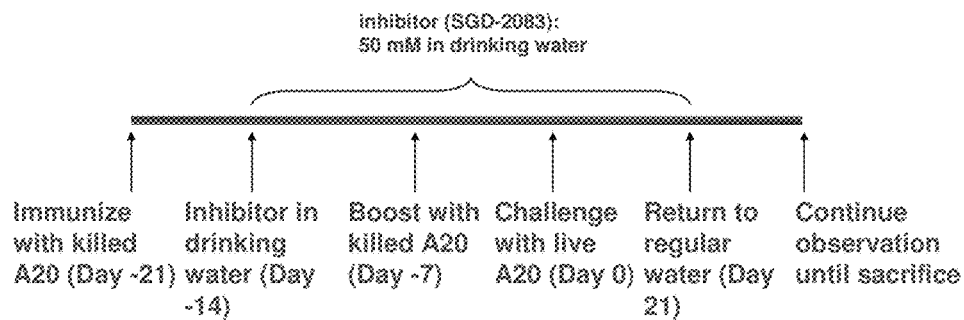 inhibitor (SGD-2083):
50 mM in drinking water
Immunize
with killed
A20 (Day -21)
Inhibitor in
drinking
water (Day
-14)
Boost with
killed A20
(Day -7)
Challenge
with live
A20 (Day 0)
Return to
regular
water (Day
21)
Continue
observation
until sacrifice